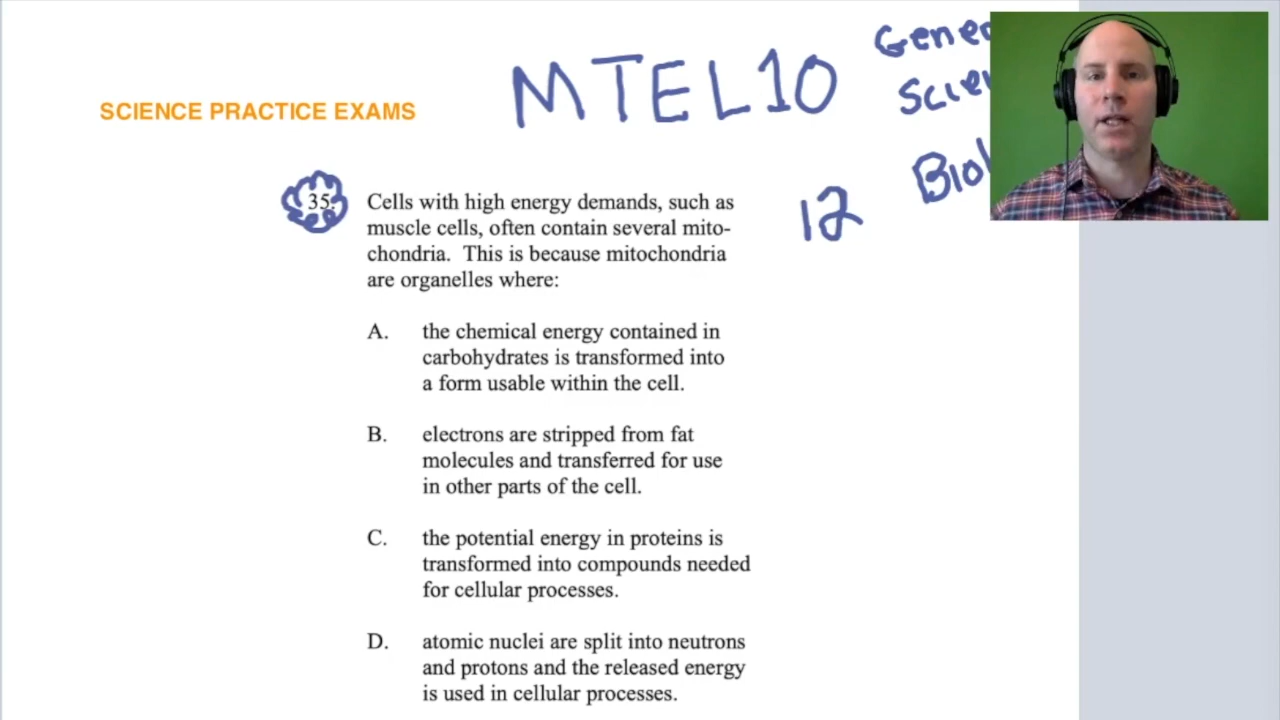 MTEL10
SCIENCE PRACTICE EXAMS
12
35. Cells with high energy demands, such as
muscle cells, often contain several mito-
chondria. This is because mitochondria
are organelles where:
A. the chemical energy contained in
carbohydrates is transformed into
a form usable within the cell.
B. electrons are stripped from fat
molecules and transferred for use
in other parts of the cell.
C. the potential energy in proteins is
transformed into compounds needed
for cellular processes.
D. atomic nuclei are split into neutrons
and protons and the released energy
is used in cellular processes.